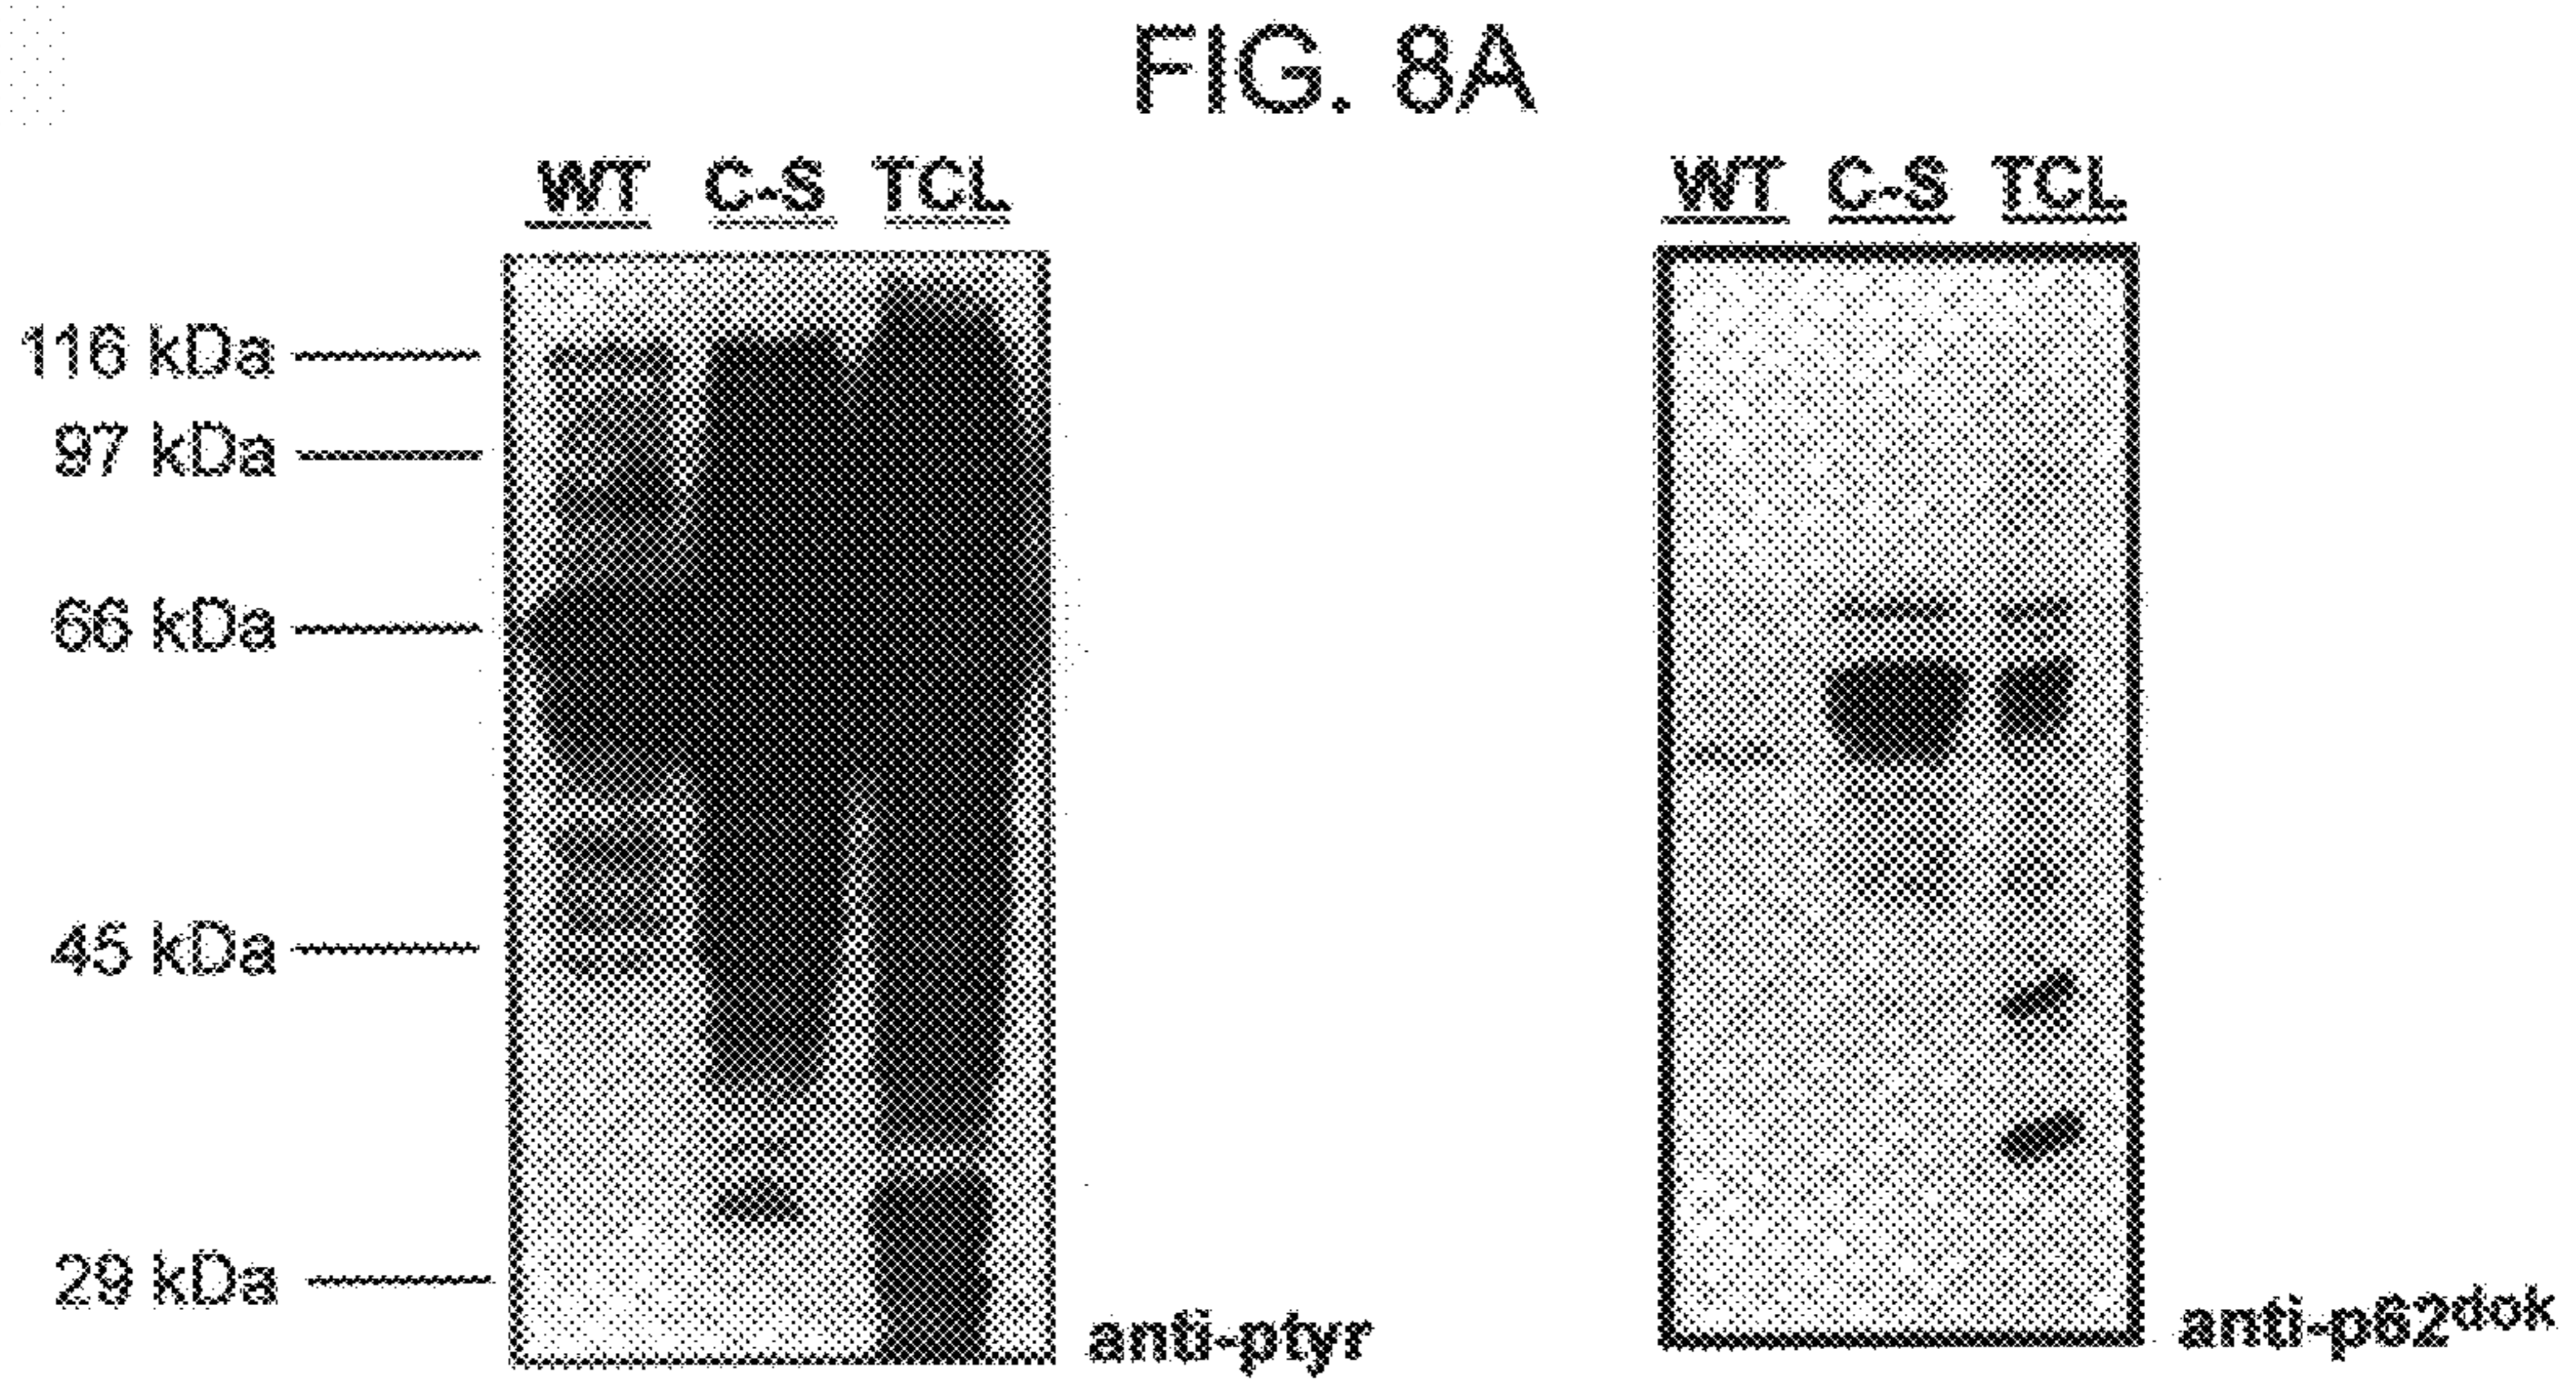 FIG. 8A
WT C-S TCL
WT C-S TCL
116 kDa
97 kDa
66 kDa
45 kDa
29 kDa
anti-ptyr
anti-p62dok